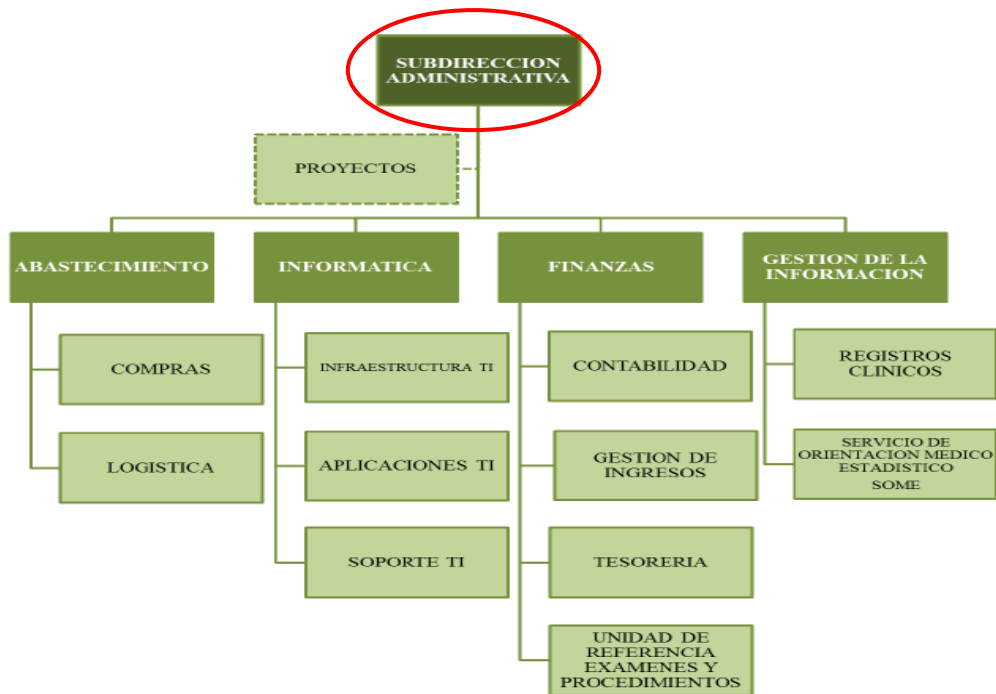 SUBDIRECCION
ADMINISTRATIVA
PROYECTOS
ABASTECIMIENTO
INFORMATICA
FINANZAS
GESTION DE LA
INFORMACION
COMPRAS
LOGISTICA
INFRAESTRUCTURA TI
APLICACIONES TI
SOPORTE TI
CONTABILIDAD
GESTION DE
INGRESOS
TESORERIA
UNIDAD DE
REFERENCIA
EXAMENES Y
PROCEDIMIENTOS
REGISTROS
CLINICOS
SERVICIO DE
ORIENTACION MEDICO
ESTADISTICO
SOME